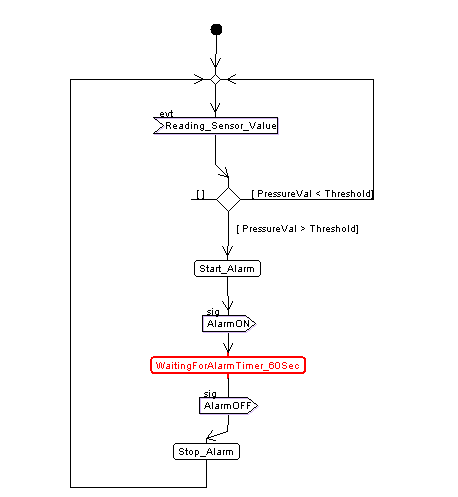 evt
Reading_Sensor_Value
[ ]
[ PressureVal < Threshold]
[ PressureVal > Threshold]
Start_Alarm
sig
AlarmON
WaitingForAlarmTimer_60Sec
sig
AlarmOFF
Stop_Alarm